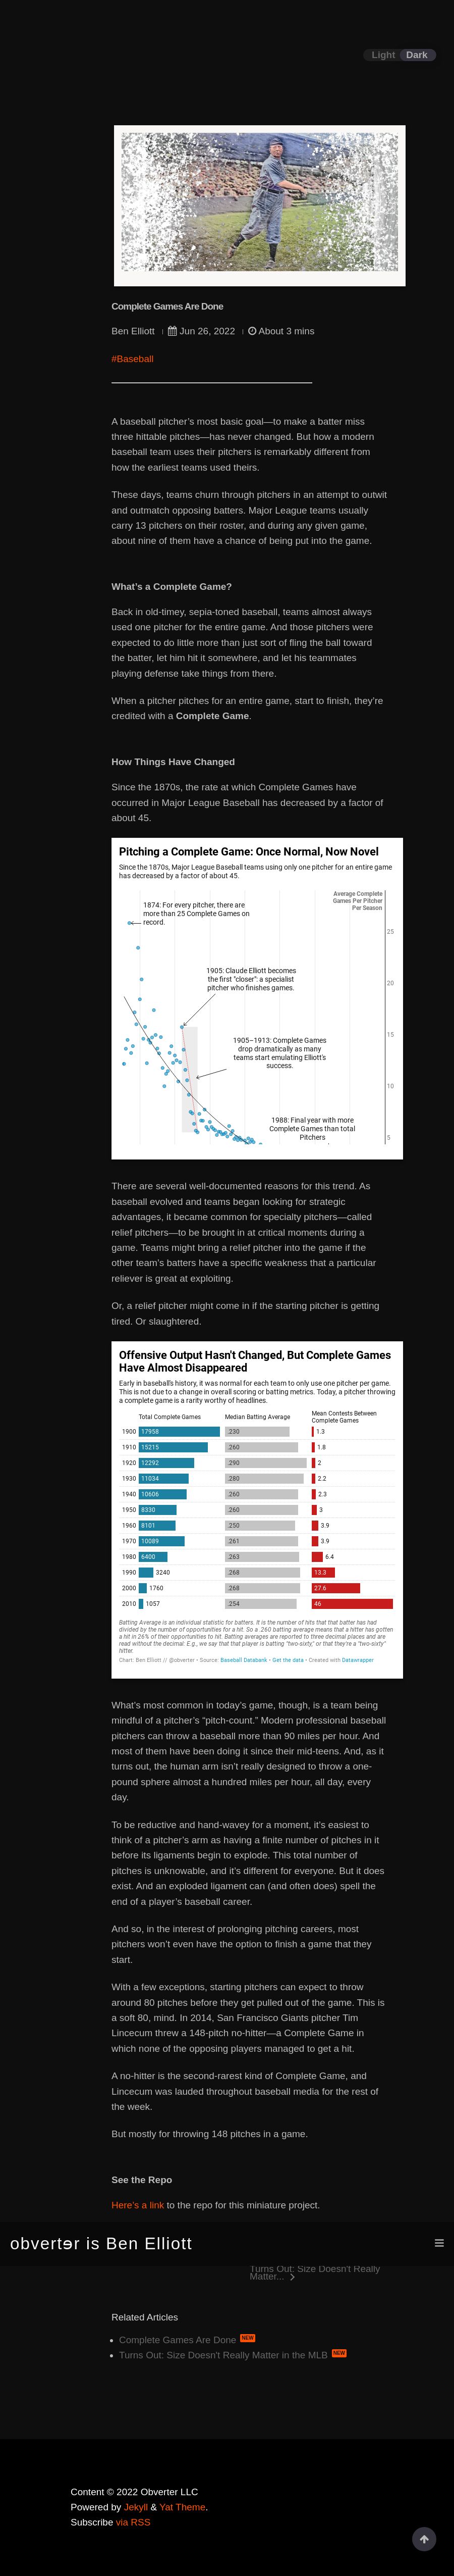 Light Dark
Complete Games Are Done
Ben Elliott Jun 26, 2022 About 3 mins
#Baseball
A baseball pitcher’s most basic goal—to make a batter miss
three hittable pitches—has never changed. But how a modern
baseball team uses their pitchers is remarkably different from
how the earliest teams used theirs.
These days, teams churn through pitchers in an attempt to outwit
and outmatch opposing batters. Major League teams usually
carry 13 pitchers on their roster, and during any given game,
about nine of them have a chance of being put into the game.
What’s a Complete Game?
Back in old-timey, sepia-toned baseball, teams almost always
used one pitcher for the entire game. And those pitchers were
expected to do little more than just sort of fling the ball toward
the batter, let him hit it somewhere, and let his teammates
playing defense take things from there.
When a pitcher pitches for an entire game, start to finish, they’re
credited with a Complete Game.
How Things Have Changed
Since the 1870s, the rate at which Complete Games have
occurred in Major League Baseball has decreased by a factor of
about 45.
Pitching a Complete Game: Once Normal, Now Novel
Since the 1870s, Major League Baseball teams using only one pitcher for an entire game
has decreased by a factor of about 45.
Average Complete
Games Per Pitcher
Per Season
1874: For every pitcher, there are
more than 25 Complete Games on
record.
25
1905: Claude Elliott becomes
the first "closer": a specialist
pitcher who finishes games.
20
15
1905–1913: Complete Games
drop dramatically as many
teams start emulating Elliott's
success.
10
1988: Final year with more
Complete Games than total
Pitchers
5
There are several well-documented reasons for this trend. As
baseball evolved and teams began looking for strategic
advantages, it became common for specialty pitchers—called
relief pitchers—to be brought in at critical moments during a
game. Teams might bring a relief pitcher into the game if the
other team’s batters have a specific weakness that a particular
reliever is great at exploiting.
Or, a relief pitcher might come in if the starting pitcher is getting
tired. Or slaughtered.
Offensive Output Hasn't Changed, But Complete Games
Have Almost Disappeared
Early in baseball's history, it was normal for each team to only use one pitcher per game.
This is not due to a change in overall scoring or batting metrics. Today, a pitcher throwing
a complete game is a rarity worthy of headlines.
Total Complete Games Median Batting Average Mean Contests Between
Complete Games
1900 17958 .230 1.3
1910 15215 .260 1.8
1920 12292 .290 2
1930 11034 .280 2.2
1940 10606 .260 2.3
1950 8330 .260 3
1960 8101 .250 3.9
1970 10089 .261 3.9
1980 6400 .263 6.4
1990 3240 .268 13.3
2000 1760 .268 27.6
2010 1057 .254 46
Batting Average is an individual statistic for batters. It is the number of hits that that batter has had
divided by the number of opportunities for a hit. So a .260 batting average means that a hitter has gotten
a hit in 26% of their opportunities to hit. Batting averages are reported to three decimal places and are
read without the decimal. E.g., we say that that player is batting "two-sixty," or that they're a "two-sixty"
hitter.
Chart: Ben Elliott // @obverter • Source: Baseball Databank • Get the data • Created with Datawrapper
What’s most common in today’s game, though, is a team being
mindful of a pitcher’s “pitch-count.” Modern professional baseball
pitchers can throw a baseball more than 90 miles per hour. And
most of them have been doing it since their mid-teens. And, as it
turns out, the human arm isn’t really designed to throw a one-
pound sphere almost a hundred miles per hour, all day, every
day.
To be reductive and hand-wavey for a moment, it’s easiest to
think of a pitcher’s arm as having a finite number of pitches in it
before its ligaments begin to explode. This total number of
pitches is unknowable, and it’s different for everyone. But it does
exist. And an exploded ligament can (and often does) spell the
end of a player’s baseball career.
And so, in the interest of prolonging pitching careers, most
pitchers won’t even have the option to finish a game that they
start.
With a few exceptions, starting pitchers can expect to throw
around 80 pitches before they get pulled out of the game. This is
a soft 80, mind. In 2014, San Francisco Giants pitcher Tim
Lincecum threw a 148-pitch no-hitter—a Complete Game in
which none of the opposing players managed to get a hit.
A no-hitter is the second-rarest kind of Complete Game, and
Lincecum was lauded throughout baseball media for the rest of
the week.
But mostly for throwing 148 pitches in a game.
See the Repo
Here’s a link to the repo for this miniature project.
obvertɘr is Ben Elliott
Turns Out: Size Doesn't Really
Matter...
Related Articles
Complete Games Are Done NEW
Turns Out: Size Doesn't Really Matter in the MLB NEW
Content © 2022 Obverter LLC
Powered by Jekyll & Yat Theme.
Subscribe via RSS